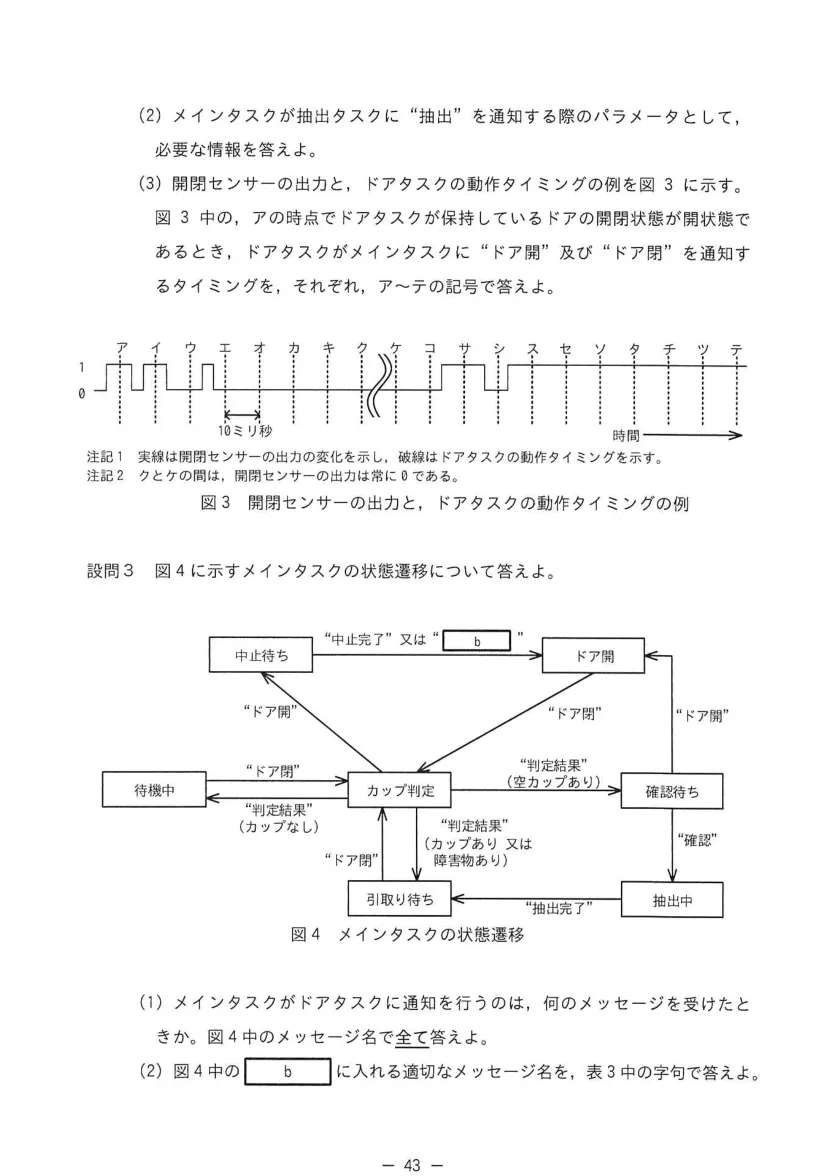 (2) メインタスクが抽出タスクに“抽出”を通知する際のパラメータとして，
必要な情報を答えよ。
(3) 開閉センサーの出力と，ドアタスクの動作タイミングの例を図 3 に示す。
図 3 中の，アの時点でドアタスクが保持しているドアの開閉状態が開状態で
あるとき，ドアタスクがメインタスクに“ドア開”及び“ドア閉”を通知す
るタイミングを，それぞれ，ア～テの記号で答えよ。
ア イ ウ エ オ カ キ ク ケ コ サ シ ス セ ソ タ チ ツ テ
1
0
10ミリ秒
時間
注記1 実線は開閉センサーの出力の変化を示し，破線はドアタスクの動作タイミングを示す。
注記2 クとケの間は，開閉センサーの出力は常に0である。
図3 開閉センサーの出力と，ドアタスクの動作タイミングの例
設問3 図4に示すメインタスクの状態遷移について答えよ。
中止待ち
“中止完了”又は“ b ”
ドア開
“ドア開”
“ドア閉”
“ドア開”
待機中
“ドア閉”
“判定結果”
(カップなし)
カップ判定
“判定結果”
(空カップあり)
確認待ち
“ドア閉”
“判定結果”
(カップあり 又は
障害物あり)
“確認”
引取り待ち
“抽出完了”
抽出中
図4 メインタスクの状態遷移
(1) メインタスクがドアタスクに通知を行うのは，何のメッセージを受けたと
きか。図4中のメッセージ名で全て答えよ。
(2) 図4中の b に入れる適切なメッセージ名を，表3中の字句で答えよ。
― 43 ―